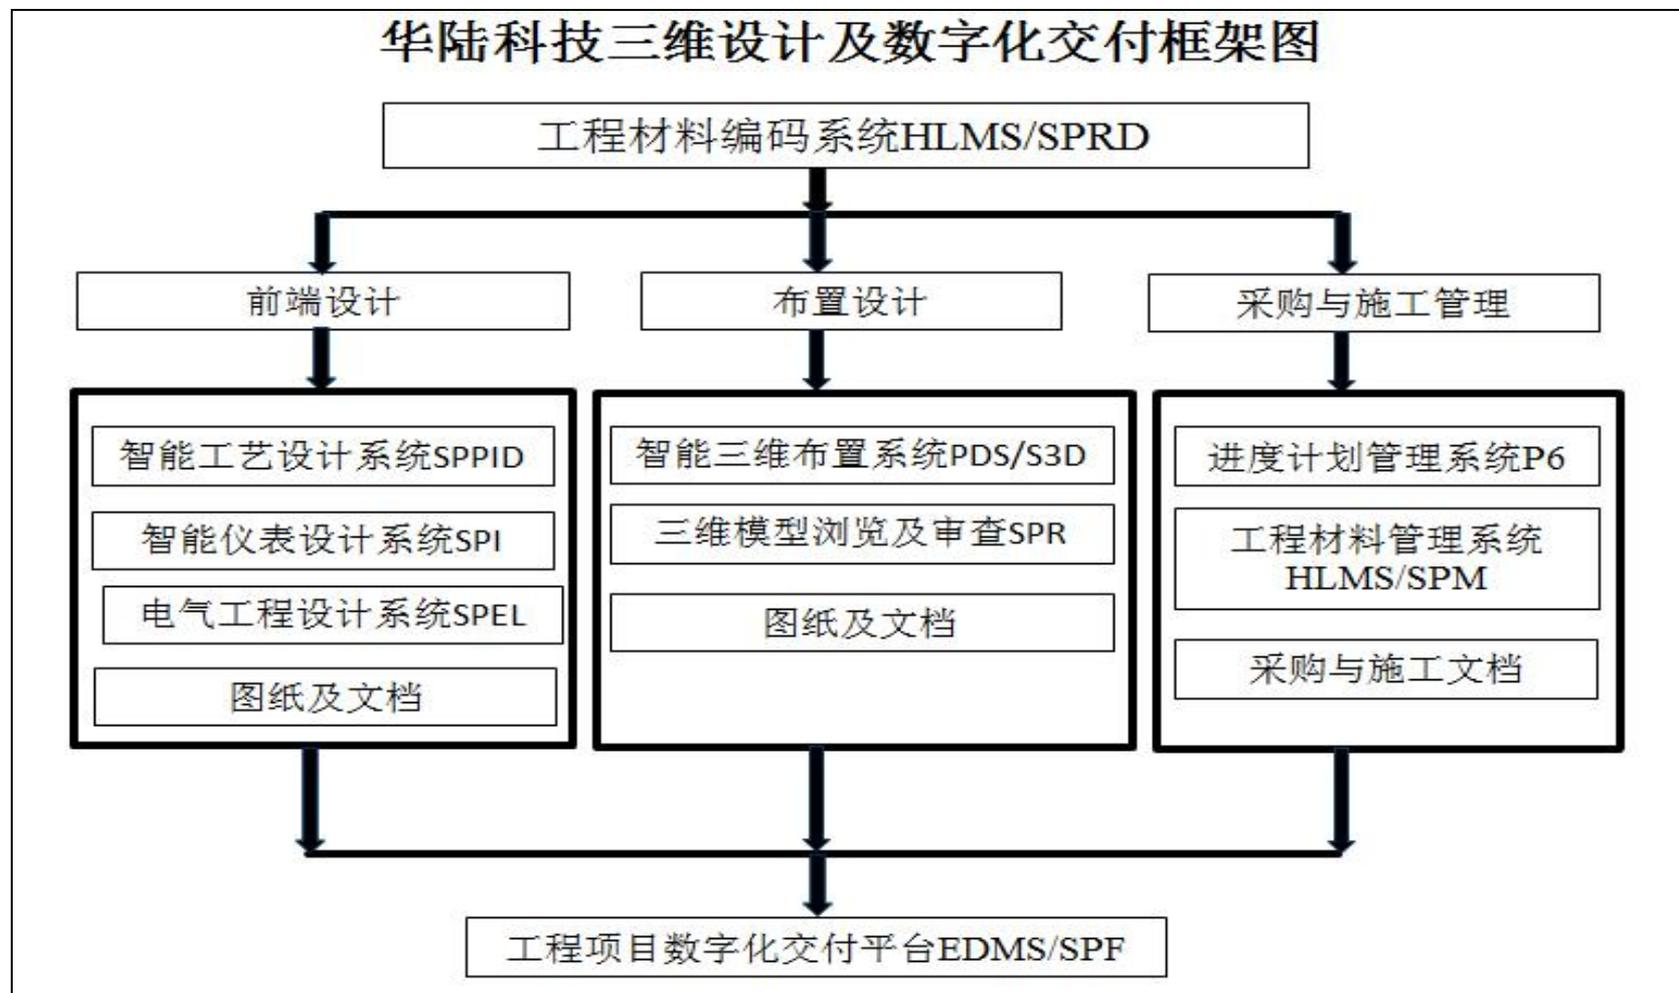 华陆科技三维设计及数字化交付框架图
工程材料编码系统HLMS/SPRD
前端设计
布置设计
采购与施工管理
智能工艺设计系统SPPID
智能仪表设计系统SPI
电气工程设计系统SPEL
图纸及文档
智能三维布置系统PDS/S3D
三维模型浏览及审查SPR
图纸及文档
进度计划管理系统P6
工程材料管理系统
HLMS/SPM
采购与施工文档
工程项目数字化交付平台EDMS/SPF